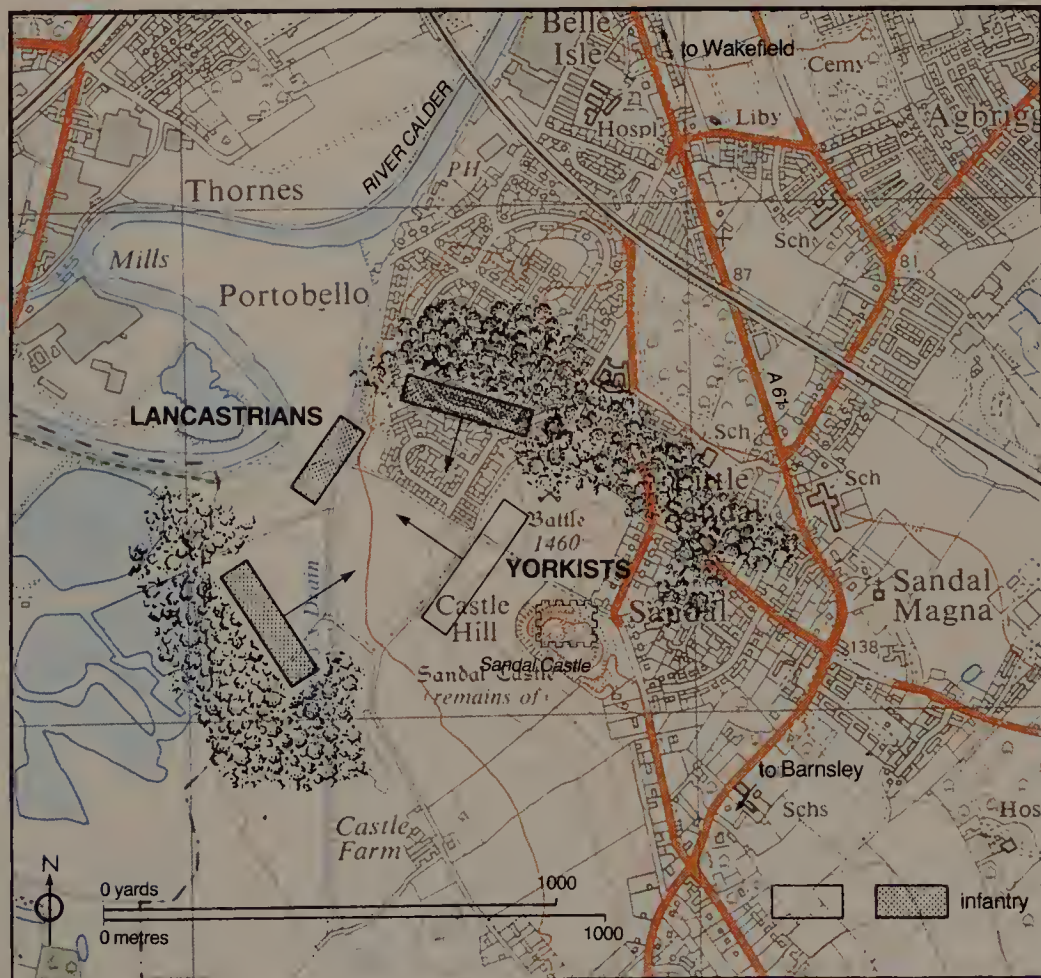 Belle
Isle
to Wakefield
Cemy
Hospl
Liby
Agbrigg
RIVER CALDER
PH
Thornes
Sch
Mills
87
81
Portobello
A61
LANCASTRIANS
Sch
Sch
Little
Sandal
Battle
1460
YORKISTS
Drain
Castle
Hill
Sandal
Sandal
Magna
138
Sandal Castle
Sandal Castle
remains of
to Barnsley
Schs
Castle
Farm
Hos
N
0 yards
1000
0 metres
1000
infantry